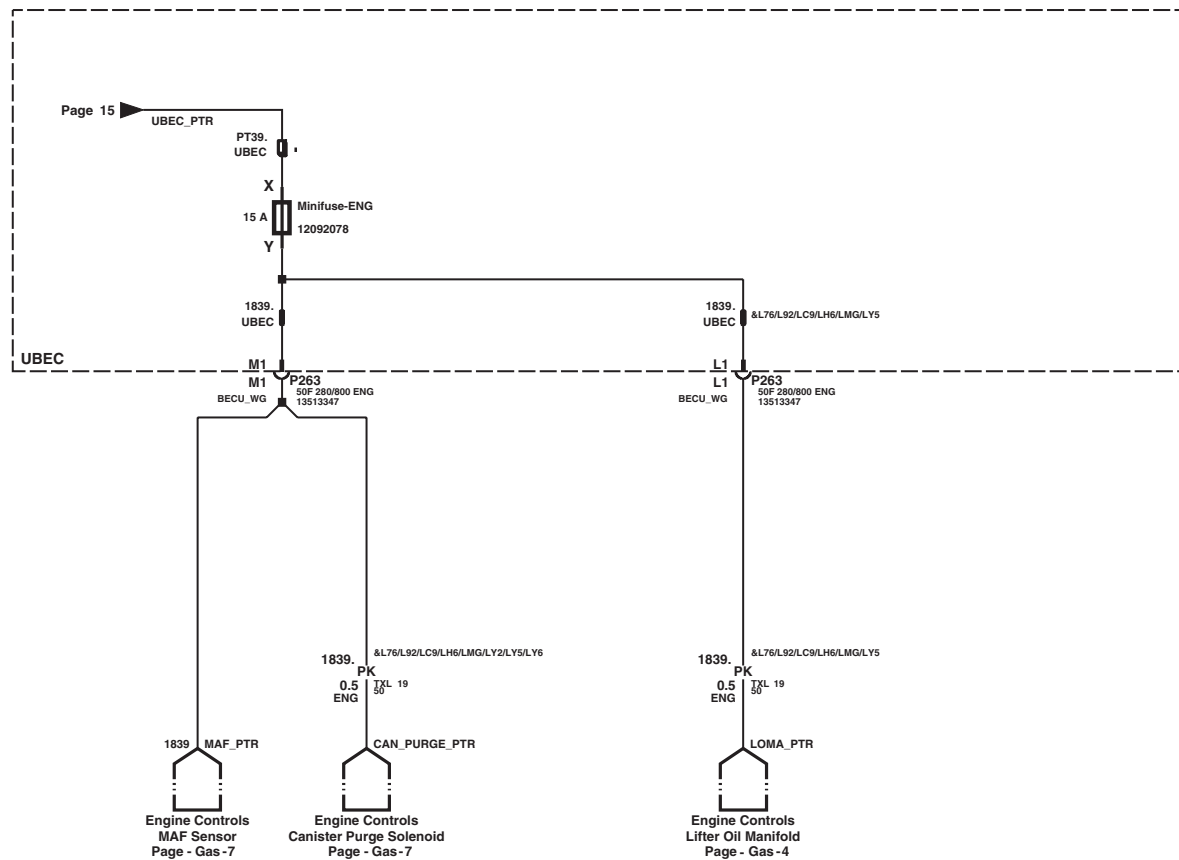 Page 15
UBEC_PTR
PT39.
UBEC
X
Minifuse-ENG
15 A
12092078
Y
1839.
UBEC
1839.
UBEC
&L76/L92/LC9/LH6/LMG/LY5
UBEC
M1
L1
M1
P263
50F 280/800 ENG
13513347
BECU_WG
L1
P263
50F 280/800 ENG
13513347
BECU_WG
&L76/L92/LC9/LH6/LMG/LY2/LY5/LY6
1839.
PK
0.5
TXL 19
50
ENG
&L76/L92/LC9/LH6/LMG/LY5
1839.
PK
0.5
TXL 19
50
ENG
1839
MAF_PTR
CAN_PURGE_PTR
LOMA_PTR
Engine Controls
MAF Sensor
Page - Gas-7
Engine Controls
Canister Purge Solenoid
Page - Gas-7
Engine Controls
Lifter Oil Manifold
Page - Gas-4